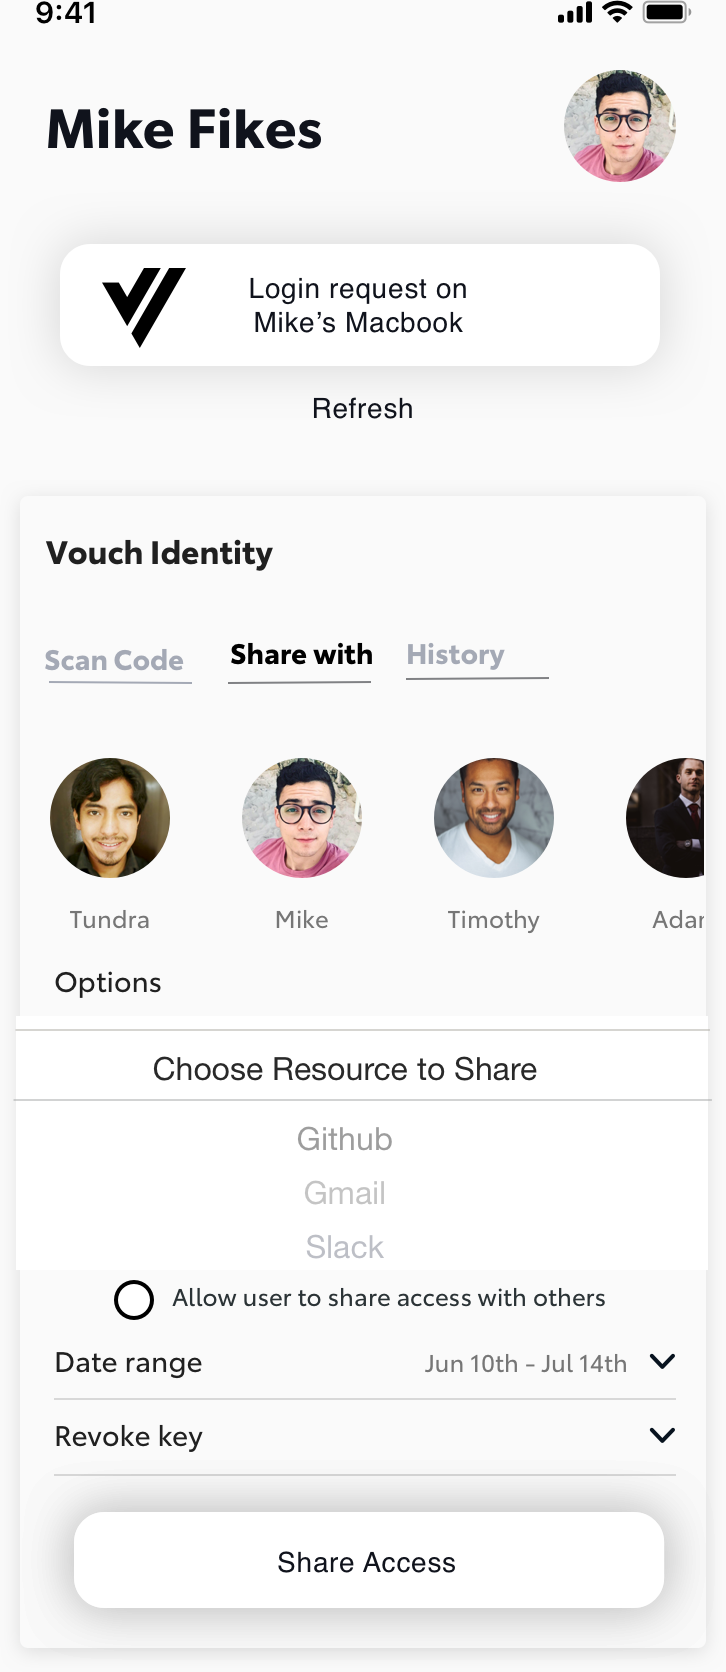 9:41
Mike Fikes
Login request on
Mike’s Macbook
Refresh
Vouch Identity
Scan Code Share with History
Tundra Mike Timothy Adar
Options
Choose Resource to Share
Github
Gmail
Slack
Allow user to share access with others
Date range Jun 10th - Jul 14th
Revoke key
Share Access